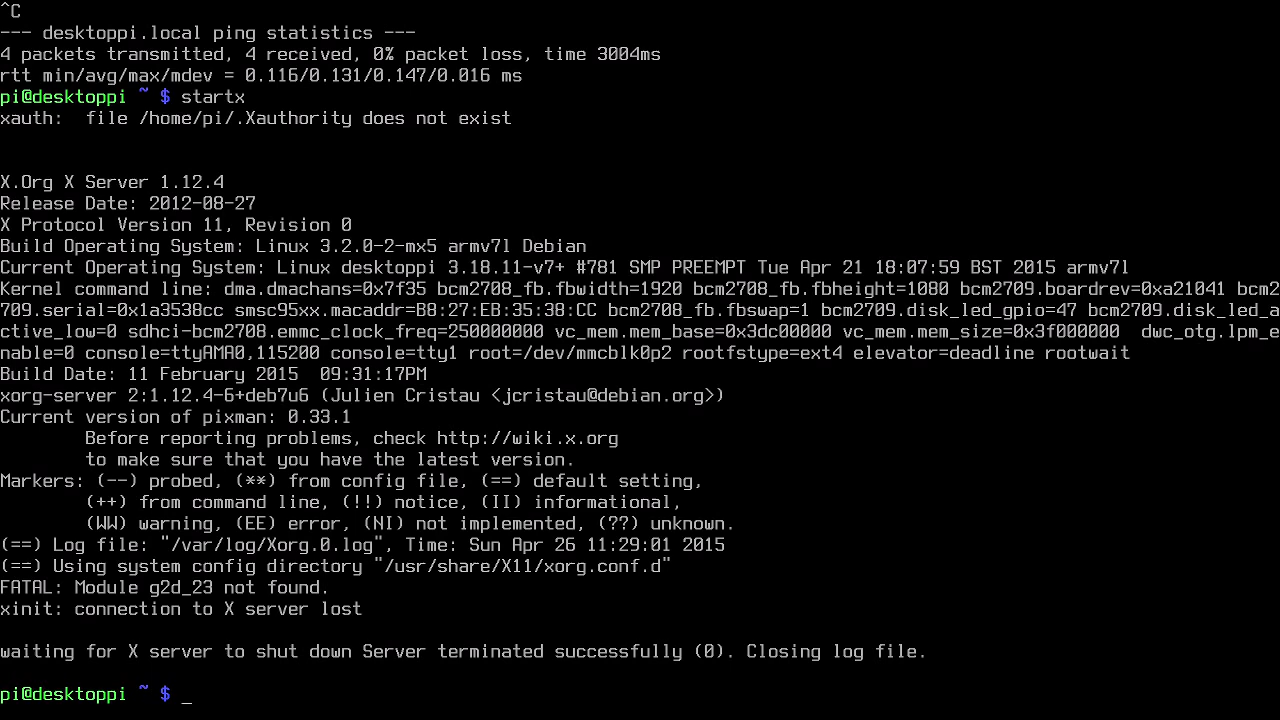 ^C
--- desktoppi.local ping statistics ---
4 packets transmitted, 4 received, 0% packet loss, time 3004ms
rtt min/avg/max/mdev = 0.116/0.131/0.147/0.016 ms
pi@desktoppi ~ $ startx
xauth:  file /home/pi/.Xauthority does not exist
X.Org X Server 1.12.4
Release Date: 2012-08-27
X Protocol Version 11, Revision 0
Build Operating System: Linux 3.2.0-2-mx5 armv7l Debian
Current Operating System: Linux desktoppi 3.18.11-v7+ #781 SMP PREEMPT Tue Apr 21 18:07:59 BST 2015 armv7l
Kernel command line: dma.dmachans=0x7f35 bcm2708_fb.fbwidth=1920 bcm2708_fb.fbheight=1080 bcm2709.boardrev=0xa21041 bcm2
709.serial=0x1a3538cc smsc95xx.macaddr=B8:27:EB:35:38:CC bcm2708_fb.fbswap=1 bcm2709.disk_led_gpio=47 bcm2709.disk_led_a
ctive_low=0 sdhci-bcm2708.emmc_clock_freq=250000000 vc_mem.mem_base=0x3dc00000 vc_mem.mem_size=0x3f000000  dwc_otg.lpm_e
nable=0 console=ttyAMA0,115200 console=tty1 root=/dev/mmcblk0p2 rootfstype=ext4 elevator=deadline rootwait
Build Date: 11 February 2015  09:31:17PM
xorg-server 2:1.12.4-6+deb7u6 (Julien Cristau <jcristau@debian.org>)
Current version of pixman: 0.33.1
        Before reporting problems, check http://wiki.x.org
        to make sure that you have the latest version.
Markers: (--) probed, (**) from config file, (==) default setting,
        (++) from command line, (!!) notice, (II) informational,
        (WW) warning, (EE) error, (NI) not implemented, (??) unknown.
(==) Log file: "/var/log/Xorg.0.log", Time: Sun Apr 26 11:29:01 2015
(==) Using system config directory "/usr/share/X11/xorg.conf.d"
FATAL: Module g2d_23 not found.
xinit: connection to X server lost
waiting for X server to shut down Server terminated successfully (0). Closing log file.
pi@desktoppi ~ $ _